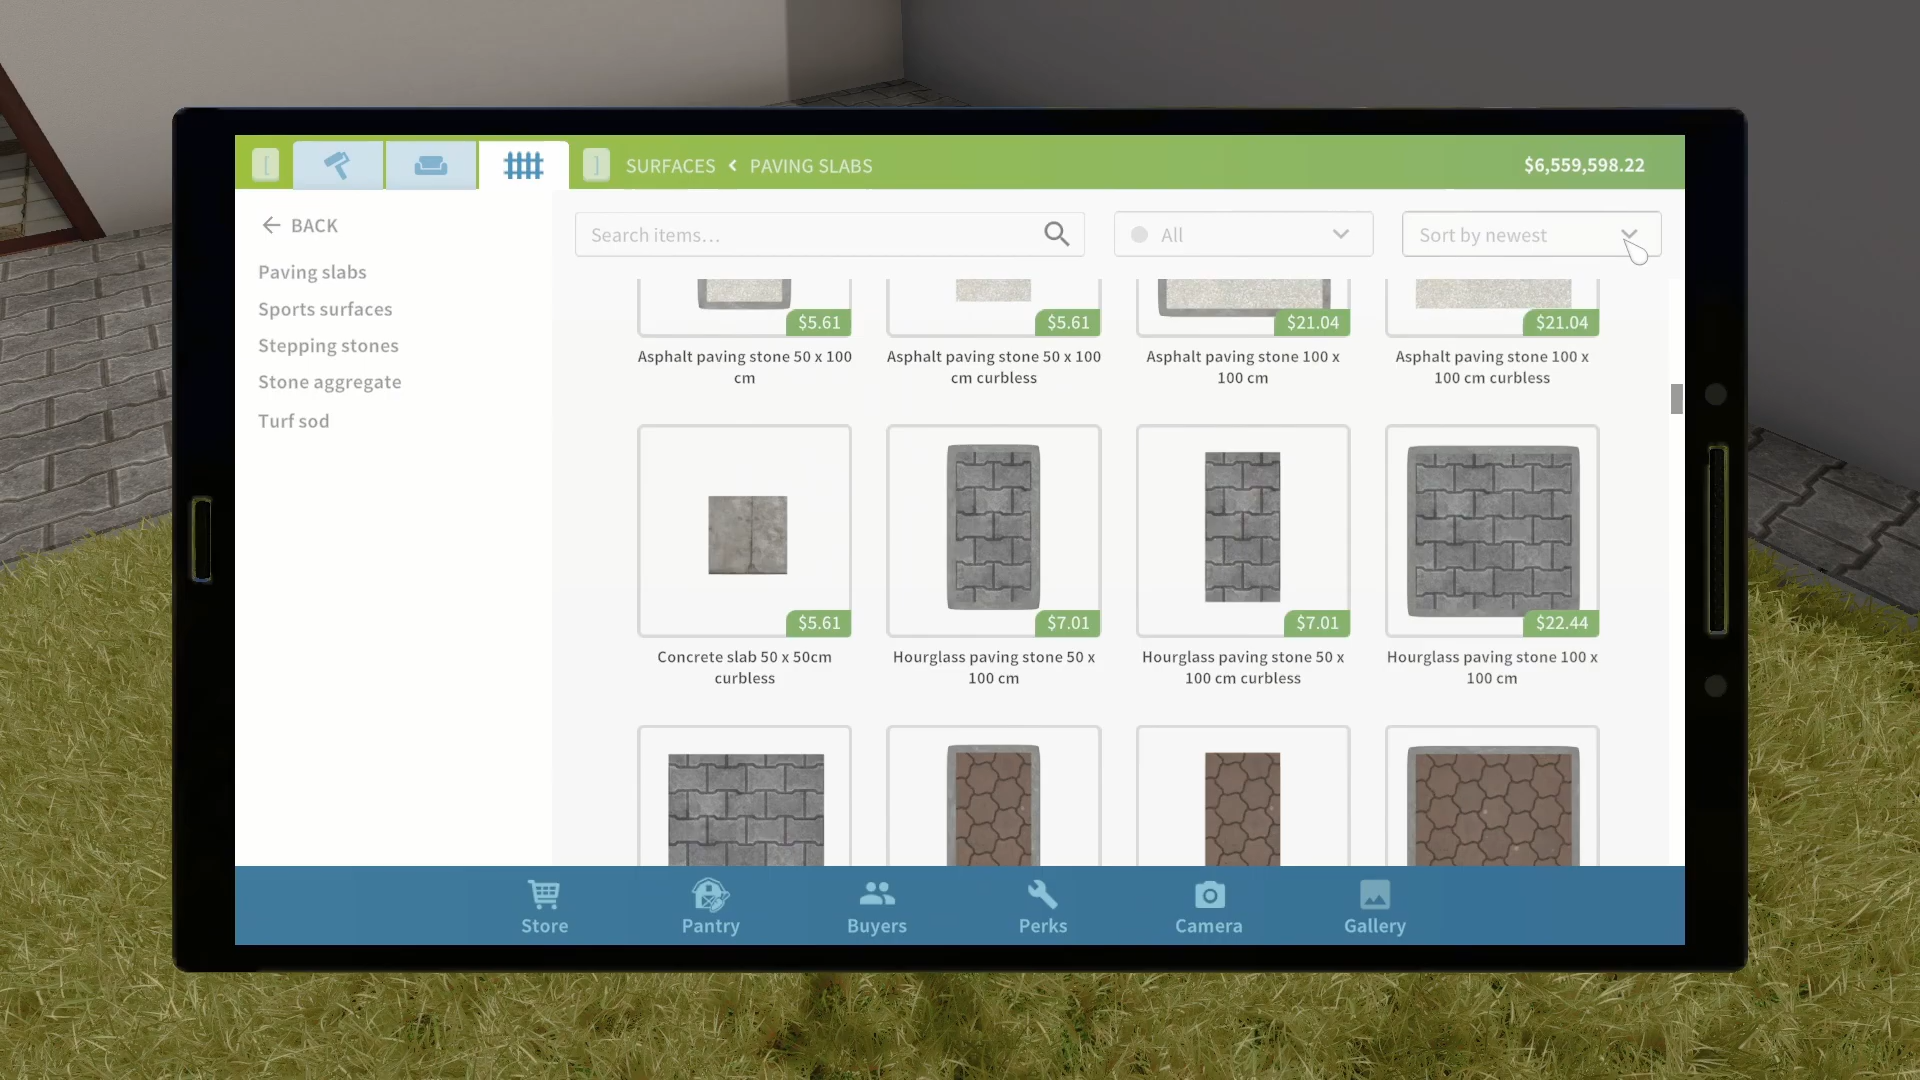 [
]
SURFACES < PAVING SLABS
$6,559,598.22
BACK
Paving slabs
Sports surfaces
Stepping stones
Stone aggregate
Turf sod
Search items...
All
Sort by newest
$5.61
$5.61
$21.04
$21.04
Asphalt paving stone 50 x 100
cm
Asphalt paving stone 50 x 100
cm curbless
Asphalt paving stone 100 x
100 cm
Asphalt paving stone 100 x
100 cm curbless
$5.61
$7.01
$7.01
$22.44
Concrete slab 50 x 50cm
curbless
Hourglass paving stone 50 x
100 cm
Hourglass paving stone 50 x
100 cm curbless
Hourglass paving stone 100 x
100 cm
Store
Pantry
Buyers
Perks
Camera
Gallery